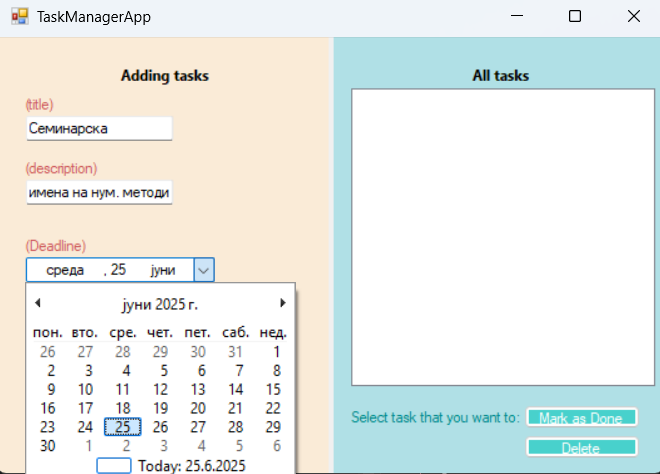 TaskManagerApp
Adding tasks
(title)
Семинарска
(description)
имена на нум. методи
(Deadline)
среда , 25 јуни
јуни 2025 г.
пон. вто. сре. чет. пет. саб. нед.
26 27 28 29 30 31 1
2 3 4 5 6 7 8
9 10 11 12 13 14 15
16 17 18 19 20 21 22
23 24 25 26 27 28 29
30 1 2 3 4 5 6
Today: 25.6.2025
All tasks
Select task that you want to: Mark as Done
Delete